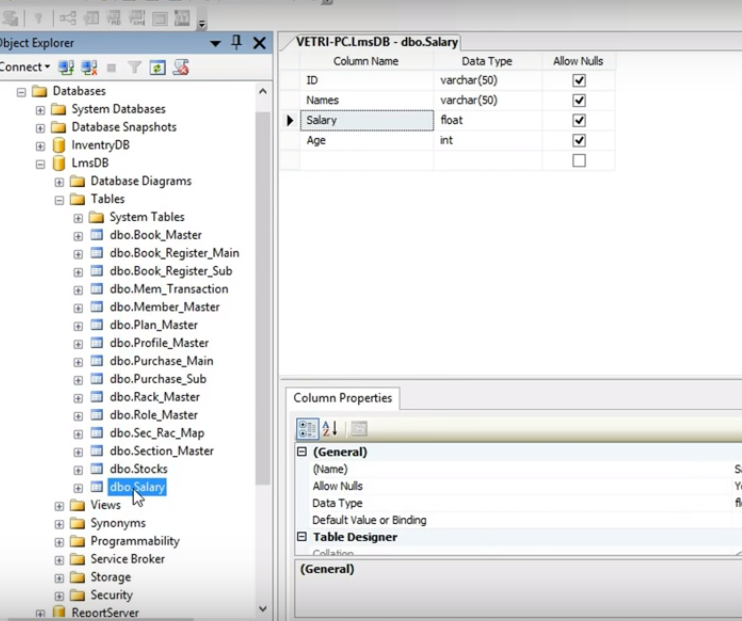 Object Explorer
Connect
Databases
System Databases
Database Snapshots
InventryDB
LmsDB
Database Diagrams
Tables
System Tables
dbo.Book_Master
dbo.Book_Register_Main
dbo.Book_Register_Sub
dbo.Mem_Transaction
dbo.Member_Master
dbo.Plan_Master
dbo.Profile_Master
dbo.Purchase_Main
dbo.Purchase_Sub
dbo.Rack_Master
dbo.Role_Master
dbo.Sec_Rac_Map
dbo.Section_Master
dbo.Stocks
dbo.Salary
Views
Synonyms
Programmability
Service Broker
Storage
Security
ReportServer
VETRI-PC.LmsDB - dbo.Salary
Column Name Data Type Allow Nulls
ID varchar(50)
Names varchar(50)
Salary float
Age int
Column Properties
(General)
(Name)
Allow Nulls
Data Type
Default Value or Binding
Table Designer
Collation
(General)